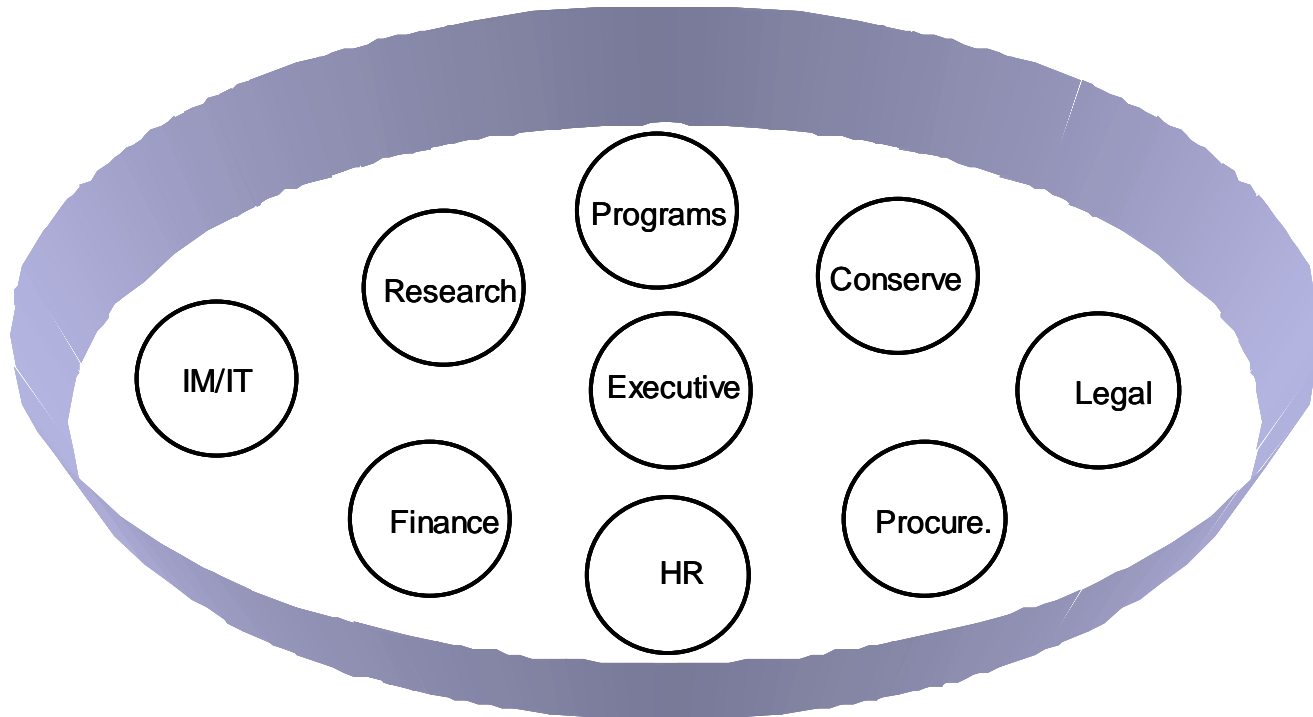 Programs
Conserve
Research
IM/IT
Executive
Legal
Finance
Procure.
HR